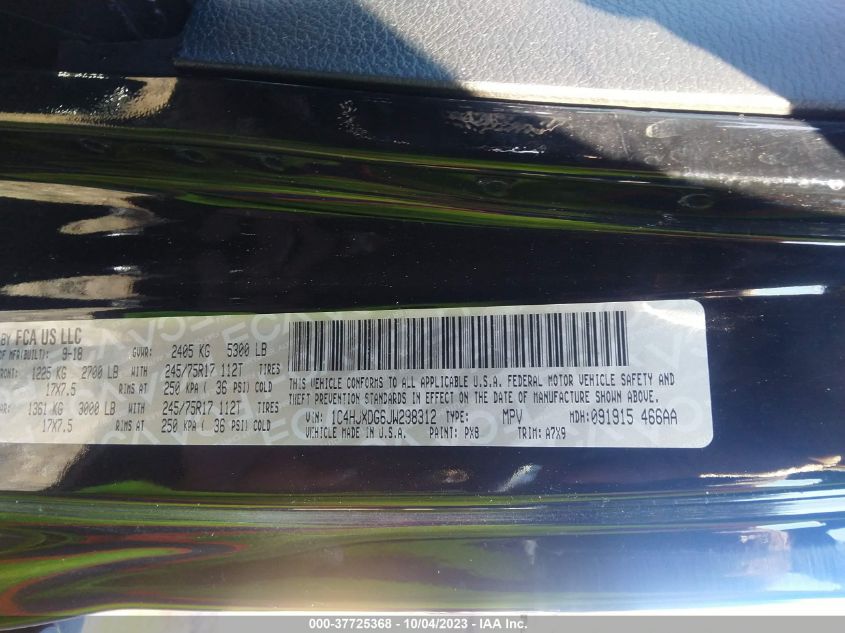 BY FCA US LLC
OF MFR(BUILT): 9-18 GVWR: 2405 KG 5300 LB
FRONT: 1225 KG 2700 LB 245/75R17 112T TIRES
17X7.5 RIMS AT 250 KPA ( 36 PSI) COLD
AR: 1361 KG 3000 LB 245/75R17 112T TIRES
17X7.5 RIMS AT 250 KPA ( 36 PSI) COLD
THIS VEHICLE CONFORMS TO ALL APPLICABLE U.S.A. FEDERAL MOTOR VEHICLE SAFETY AND
THEFT PREVENTION STANDARDS IN EFFECT ON THE DATE OF MANUFACTURE SHOWN ABOVE.
VIN: 1C4HJXDG6JW298312 TYPE: MPV MDH: 091915 466AA
VEHICLE MADE IN U.S.A. PAINT: PX8 TRIM: A7X9
000-37725368 - 10/04/2023 - IAA Inc.